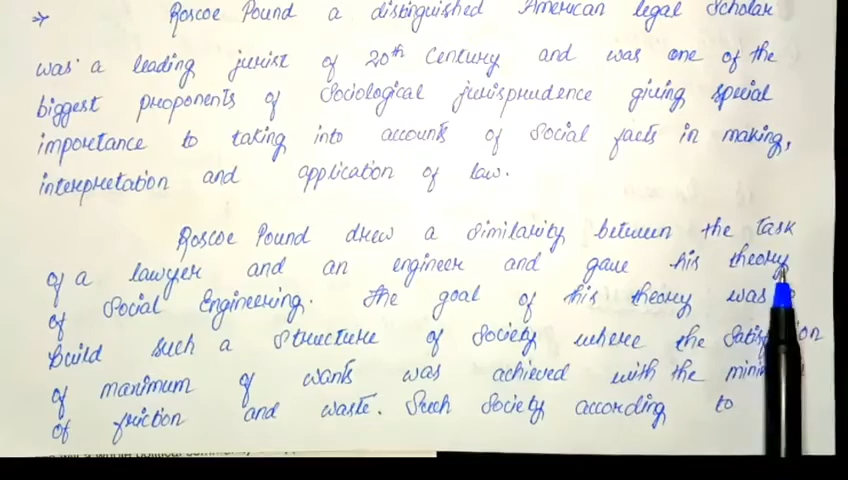 Roscoe Pound a distinguished American legal Scholar
was a leading jurist of 20th Century and was one of the
biggest proponents of Sociological jurisprudence giving special
importance to taking into accounts of Social facts in making,
interpretation and application of law.
Roscoe Pound drew a Similarity between the task
of a lawyer and an engineer and gave his theory
of Social Engineering. The goal of his theory was
Build such a Structure of Society where the
of maximum of wants was achieved with the
of friction and waste. Such Society according to